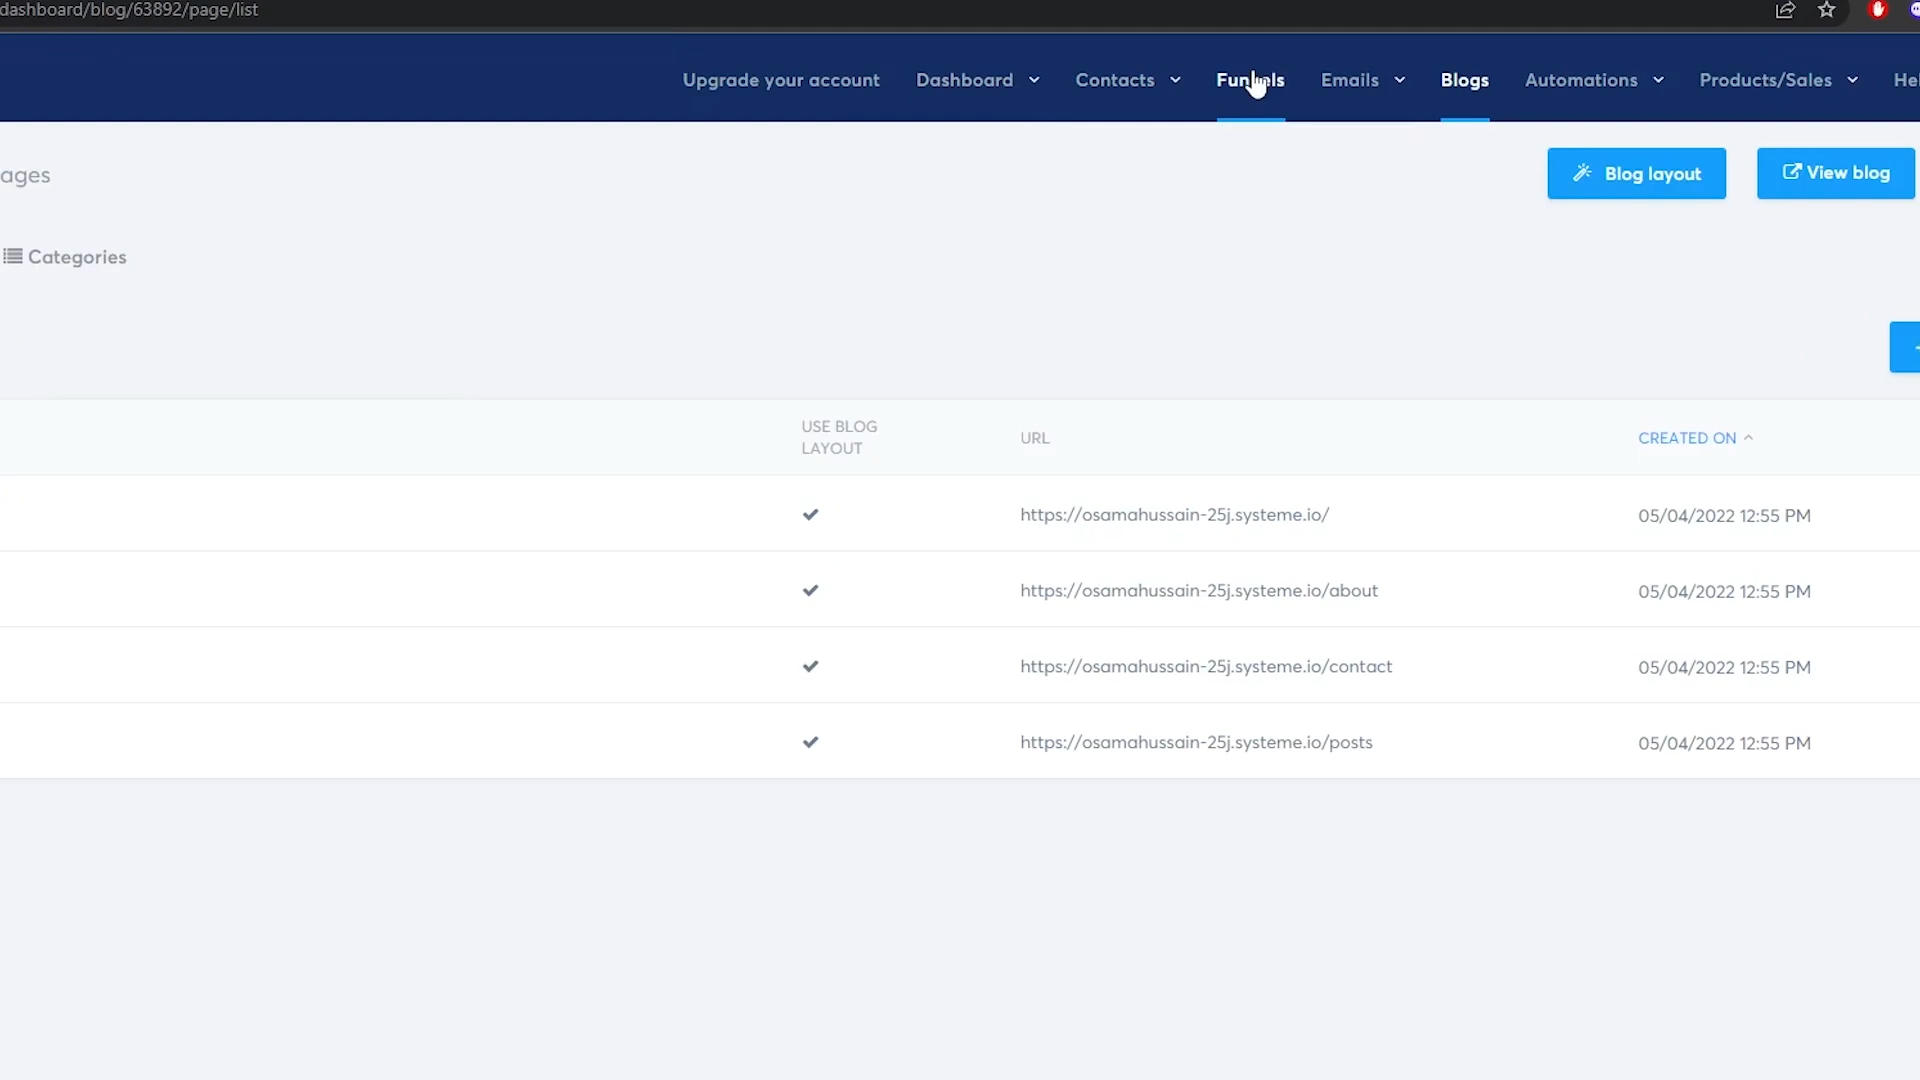 dashboard/blog/63892/page/list
Upgrade your account Dashboard Contacts Funnels Emails Blogs Automations Products/Sales Hel
ages Blog layout View blog
Categories
USE BLOG LAYOUT URL CREATED ON
https://osamahussain-25j.systeme.io/ 05/04/2022 12:55 PM
https://osamahussain-25j.systeme.io/about 05/04/2022 12:55 PM
https://osamahussain-25j.systeme.io/contact 05/04/2022 12:55 PM
https://osamahussain-25j.systeme.io/posts 05/04/2022 12:55 PM